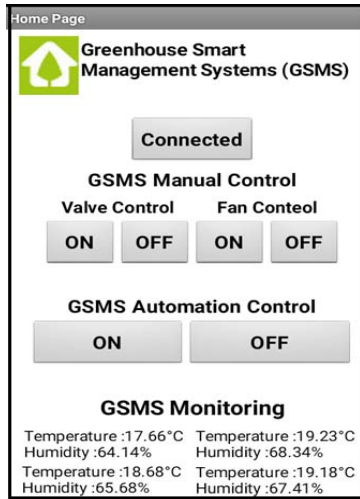 Home Page
Greenhouse Smart
Management Systems (GSMS)
Connected
GSMS Manual Control
Valve Control Fan Conteol
ON OFF ON OFF
GSMS Automation Control
ON OFF
GSMS Monitoring
Temperature :17.66°C Temperature :19.23°C
Humidity :64.14% Humidity :68.34%
Temperature :18.68°C Temperature :19.18°C
Humidity :65.68% Humidity :67.41%